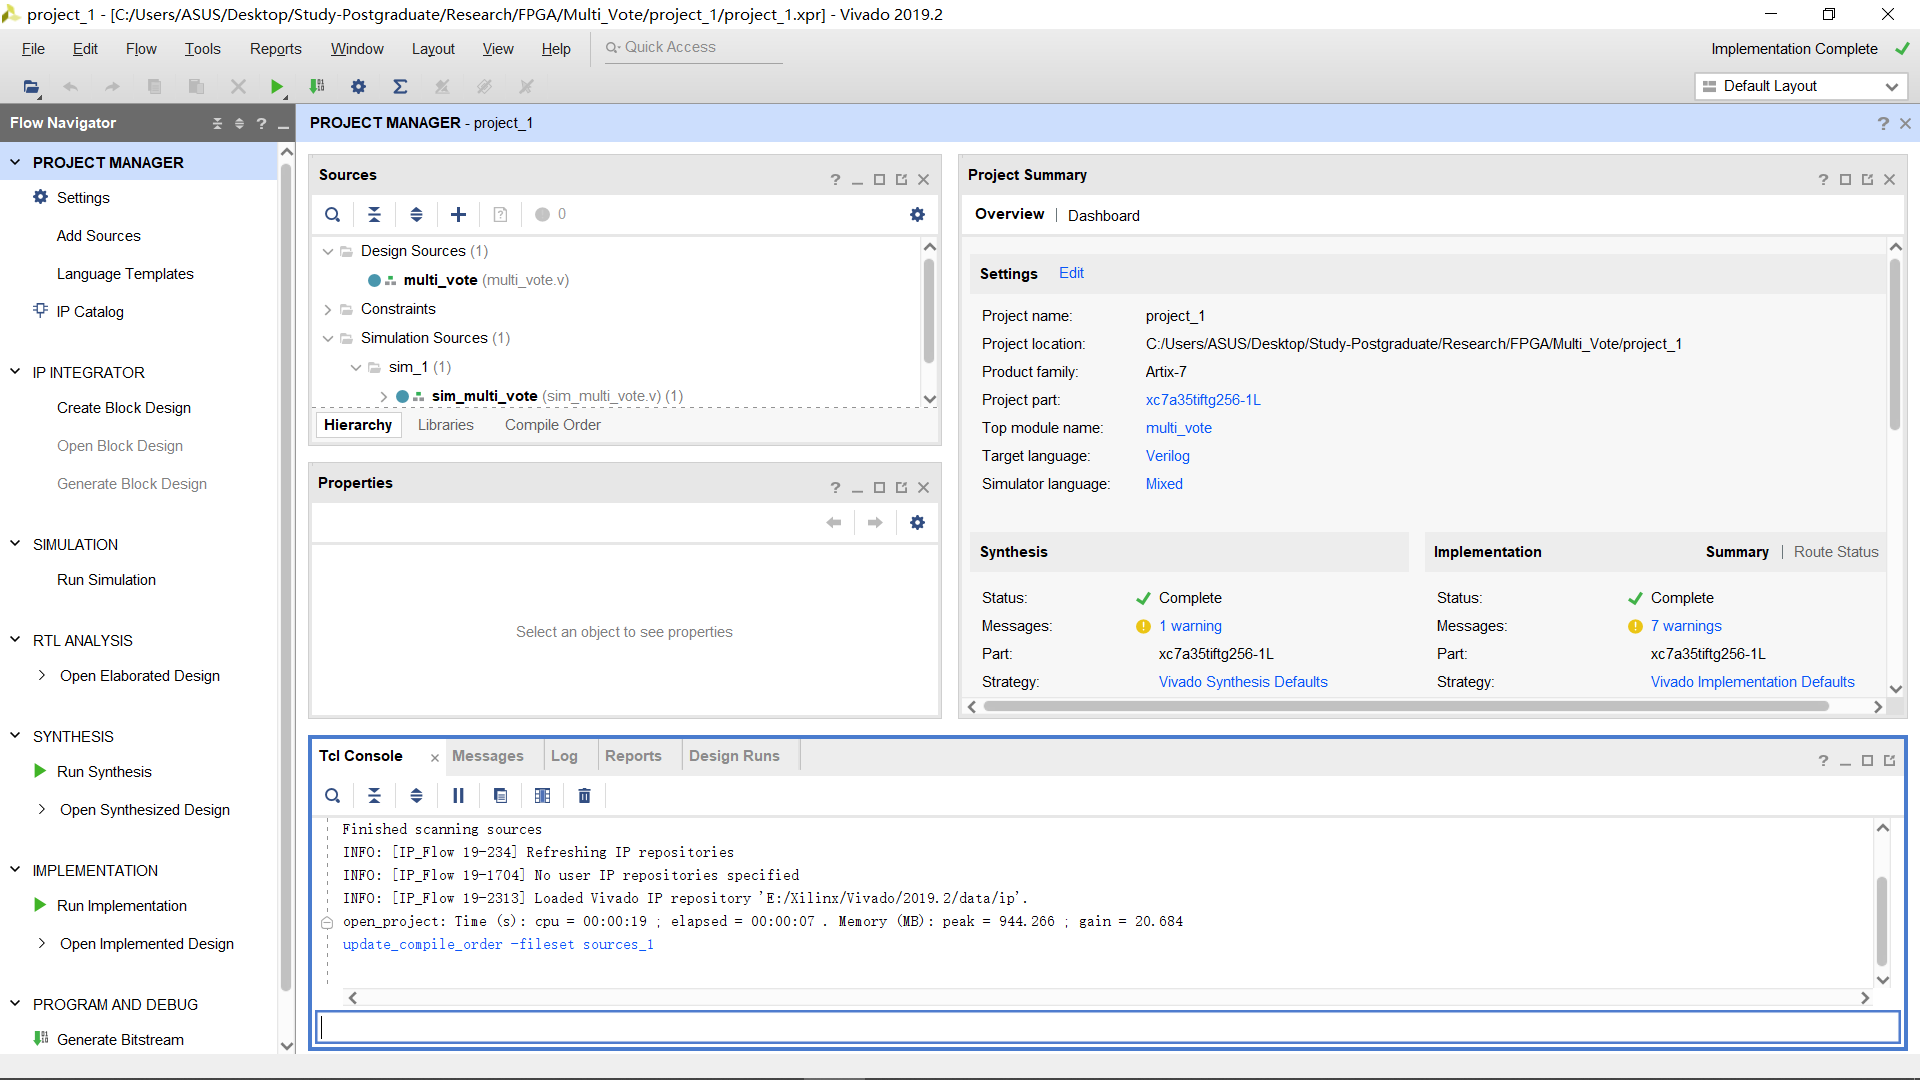 project_1 - [C:/Users/ASUS/Desktop/Study-Postgraduate/Research/FPGA/Multi_Vote/project_1/project_1.xpr] - Vivado 2019.2
File Edit Flow Tools Reports Window Layout View Help Quick Access
Implementation Complete
Default Layout
Flow Navigator
PROJECT MANAGER
Settings
Add Sources
Language Templates
IP Catalog
IP INTEGRATOR
Create Block Design
Open Block Design
Generate Block Design
SIMULATION
Run Simulation
RTL ANALYSIS
Open Elaborated Design
SYNTHESIS
Run Synthesis
Open Synthesized Design
IMPLEMENTATION
Run Implementation
Open Implemented Design
PROGRAM AND DEBUG
Generate Bitstream
PROJECT MANAGER - project_1
Sources
0
Design Sources (1)
multi_vote (multi_vote.v)
Constraints
Simulation Sources (1)
sim_1 (1)
sim_multi_vote (sim_multi_vote.v) (1)
Hierarchy Libraries Compile Order
Properties
Select an object to see properties
Project Summary
Overview | Dashboard
Settings Edit
Project name: project_1
Project location: C:/Users/ASUS/Desktop/Study-Postgraduate/Research/FPGA/Multi_Vote/project_1
Product family: Artix-7
Project part: xc7a35tiftg256-1L
Top module name: multi_vote
Target language: Verilog
Simulator language: Mixed
Synthesis
Status: Complete
Messages: 1 warning
Part: xc7a35tiftg256-1L
Strategy: Vivado Synthesis Defaults
Implementation Summary | Route Status
Status: Complete
Messages: 7 warnings
Part: xc7a35tiftg256-1L
Strategy: Vivado Implementation Defaults
Tcl Console Messages Log Reports Design Runs
Finished scanning sources
INFO: [IP_Flow 19-234] Refreshing IP repositories
INFO: [IP_Flow 19-1704] No user IP repositories specified
INFO: [IP_Flow 19-2313] Loaded Vivado IP repository 'E:/Xilinx/Vivado/2019.2/data/ip'.
open_project: Time (s): cpu = 00:00:19 ; elapsed = 00:00:07 . Memory (MB): peak = 944.266 ; gain = 20.684
update_compile_order -fileset sources_1